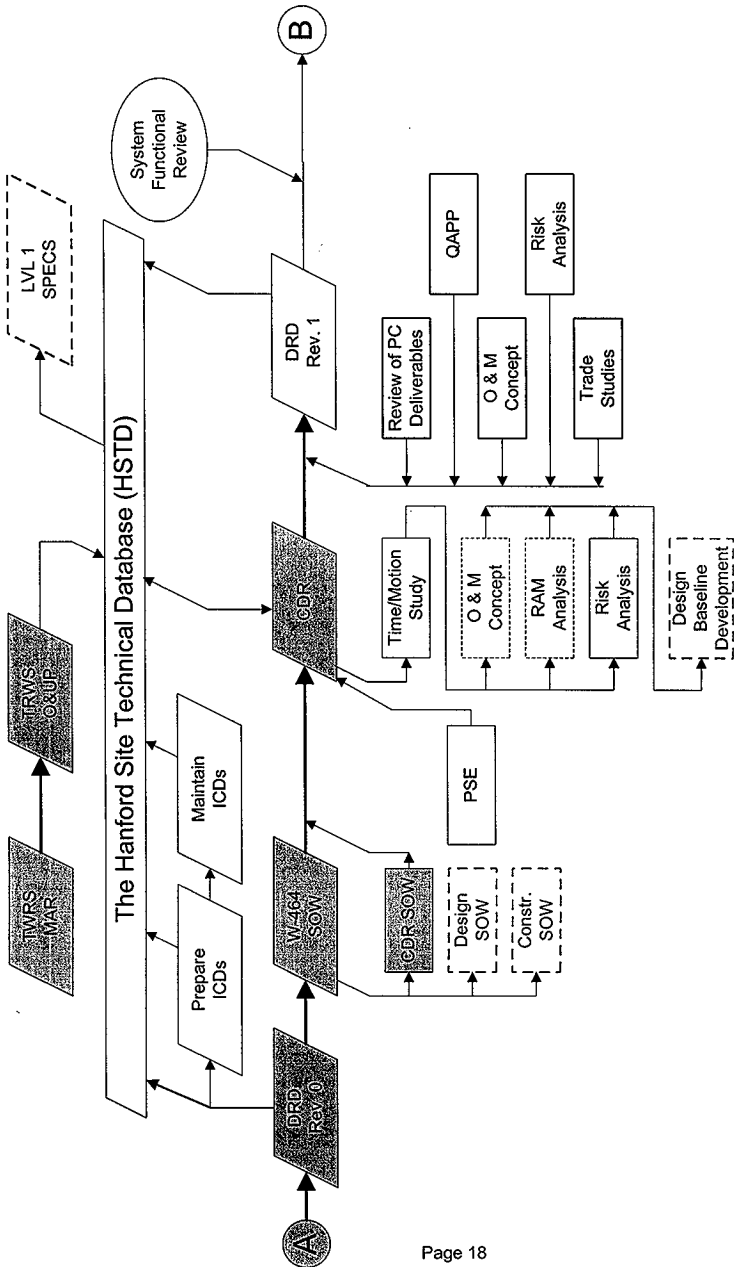 TWRS
MAR
TRWS
O&UP
LVL 1
SPECS
The Hanford Site Technical Database (HSTD)
Prepare
ICDs
Maintain
ICDs
System
Functional
Review
A
DRD
Rev. 0
W-464
SOW
CDR
DRD
Rev. 1
B
CDR SOW
Design
SOW
Constr.
SOW
PSE
Time/Motion
Study
O & M
Concept
RAM
Analysis
Risk
Analysis
Design
Baseline
Development
Review of PC
Deliverables
QAPP
O & M
Concept
Risk
Analysis
Trade
Studies
Page 18